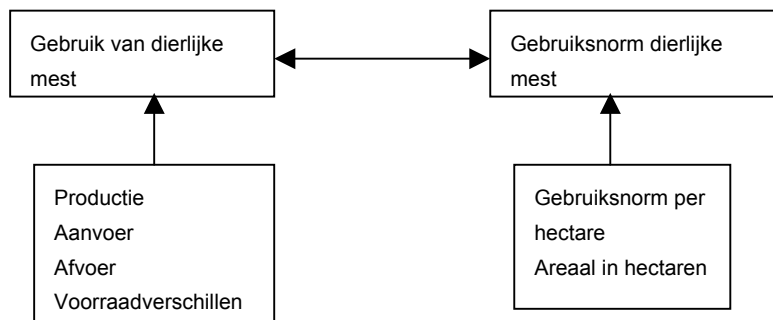 Gebruik van dierlijke
mest
Gebruiksnorm dierlijke
mest
Productie
Aanvoer
Afvoer
Voorraadverschillen
Gebruiksnorm per
hectare
Areaal in hectaren